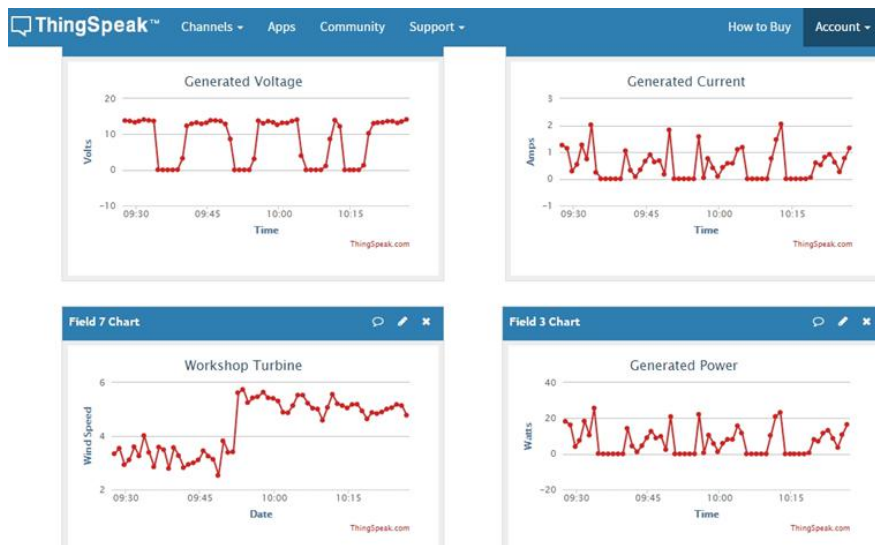 ThingSpeak™ Channels Apps Community Support How to Buy Account
Generated Voltage
20
10
0
-10
Volts
09:30 09:45 10:00 10:15
Time
ThingSpeak.com
Generated Current
3
2
1
0
-1
Amps
09:30 09:45 10:00 10:15
Time
ThingSpeak.com
Field 7 Chart
Workshop Turbine
6
4
2
Wind Speed
09:30 09:45 10:00 10:15
Date
ThingSpeak.com
Field 3 Chart
Generated Power
40
20
0
-20
Watts
09:30 09:45 10:00 10:15
Time
ThingSpeak.com